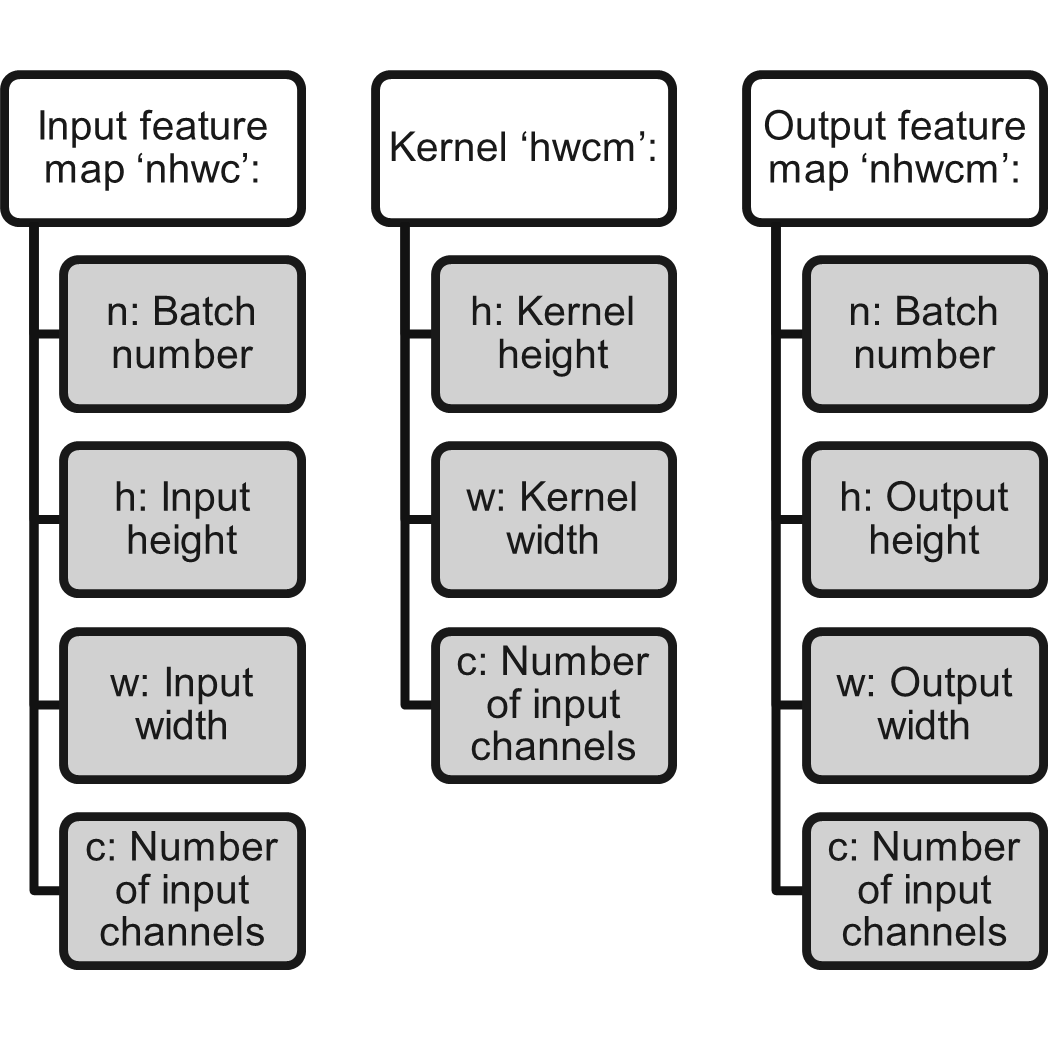 Input feature
map ‘nhwc’:
n: Batch
number
h: Input
height
w: Input
width
c: Number
of input
channels
Kernel ‘hwcm’:
h: Kernel
height
w: Kernel
width
c: Number
of input
channels
Output feature
map ‘nhwcm’:
n: Batch
number
h: Output
height
w: Output
width
c: Number
of input
channels